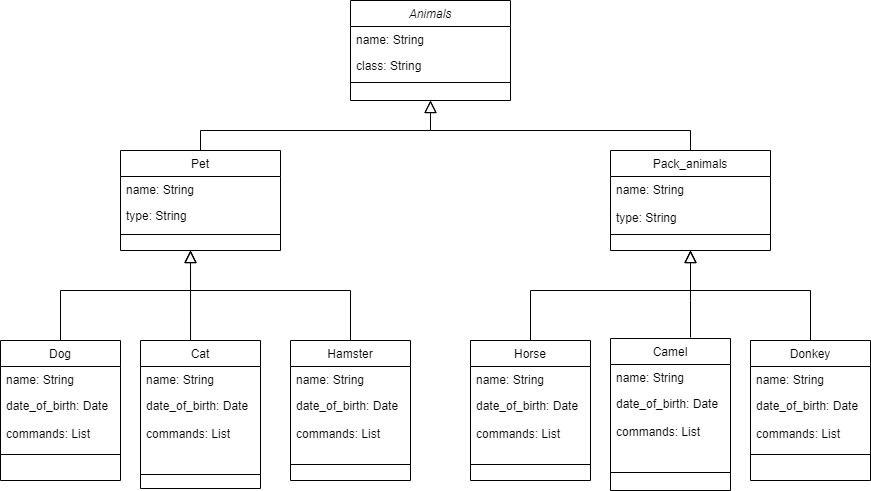 Animals
name: String
class: String
Pet
name: String
type: String
Pack_animals
name: String
type: String
Dog
name: String
date_of_birth: Date
commands: List
Cat
name: String
date_of_birth: Date
commands: List
Hamster
name: String
date_of_birth: Date
commands: List
Horse
name: String
date_of_birth: Date
commands: List
Camel
name: String
date_of_birth: Date
commands: List
Donkey
name: String
date_of_birth: Date
commands: List